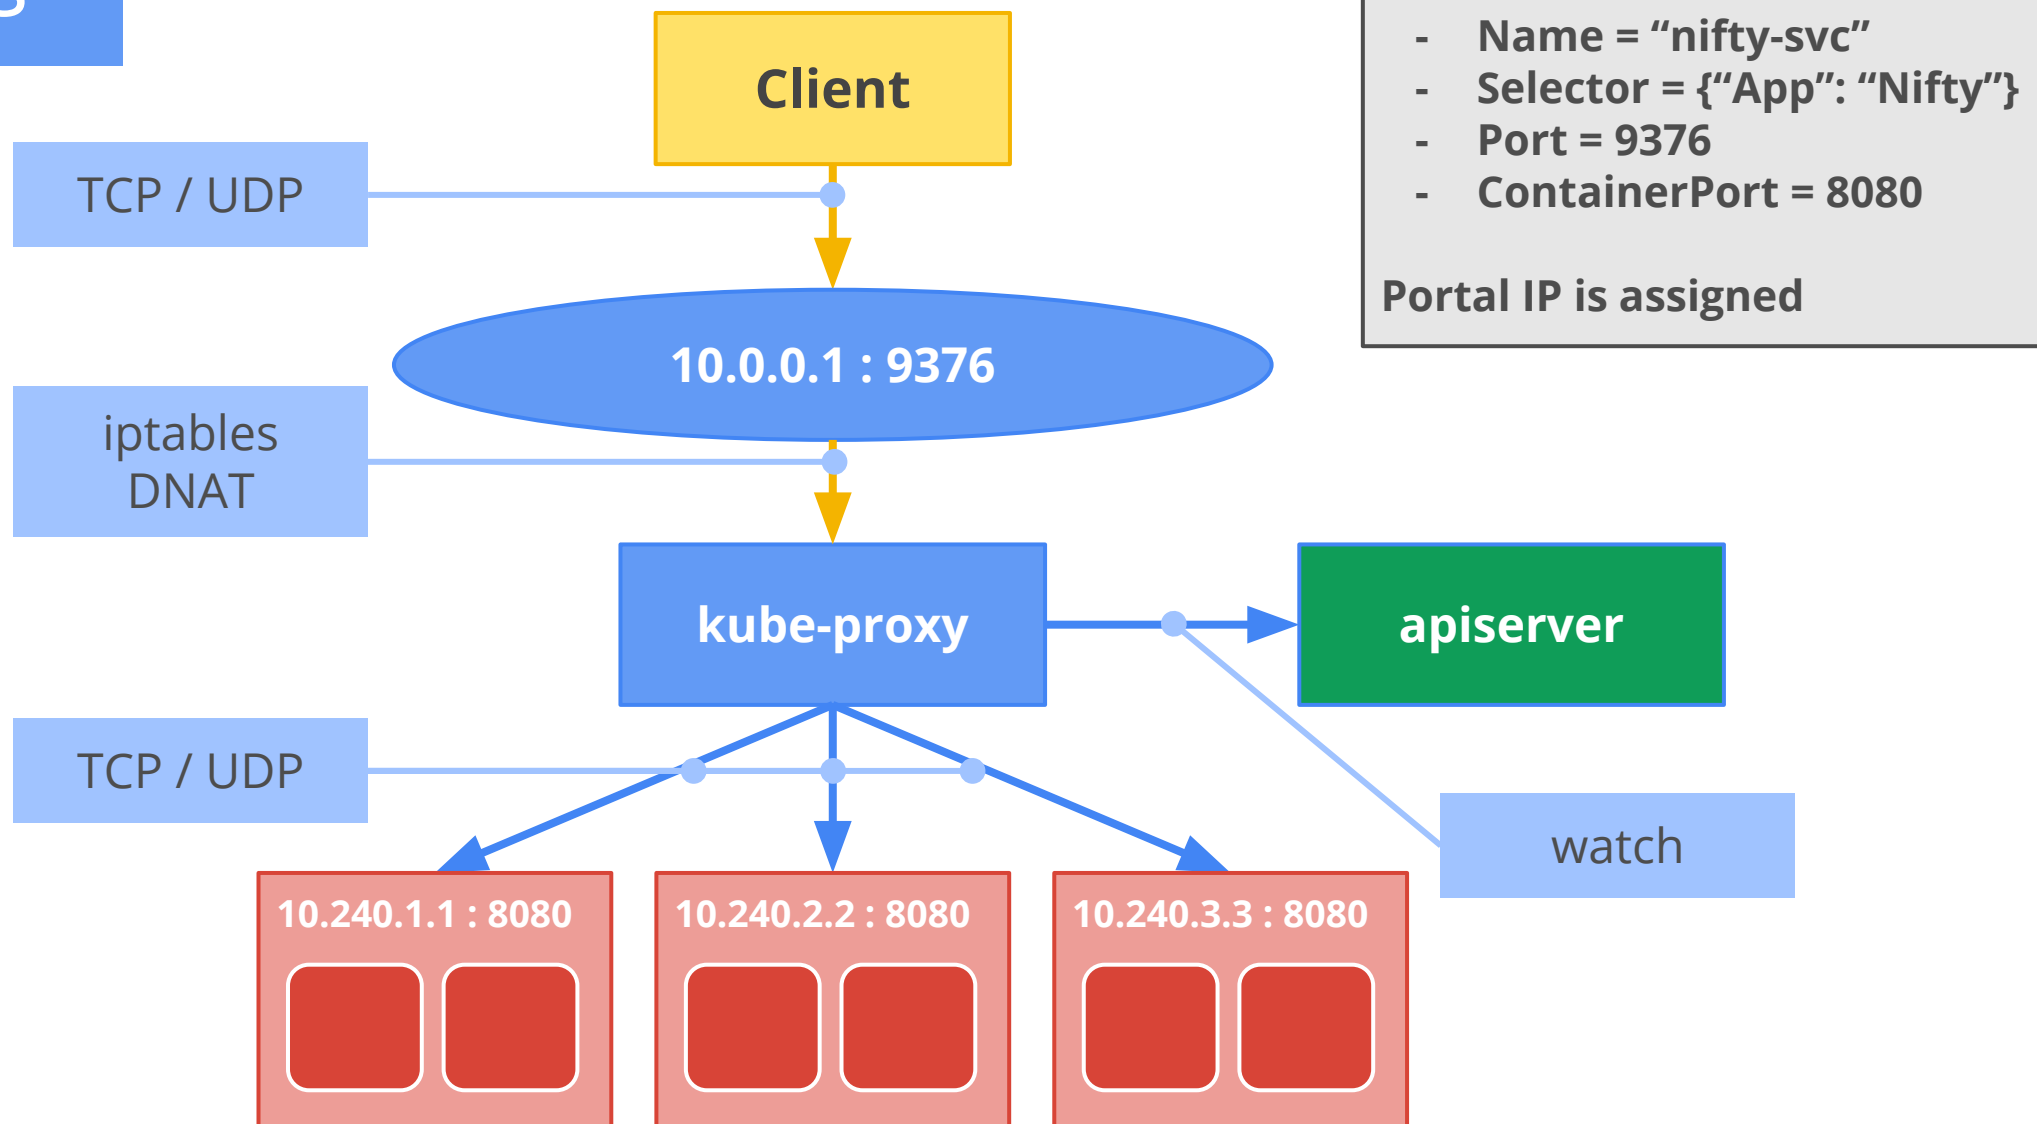 Client
- Name = “nifty-svc”
- Selector = {“App”: “Nifty”}
- Port = 9376
- ContainerPort = 8080
Portal IP is assigned
TCP / UDP
10.0.0.1 : 9376
iptables
DNAT
kube-proxy
apiserver
TCP / UDP
watch
10.240.1.1 : 8080
10.240.2.2 : 8080
10.240.3.3 : 8080